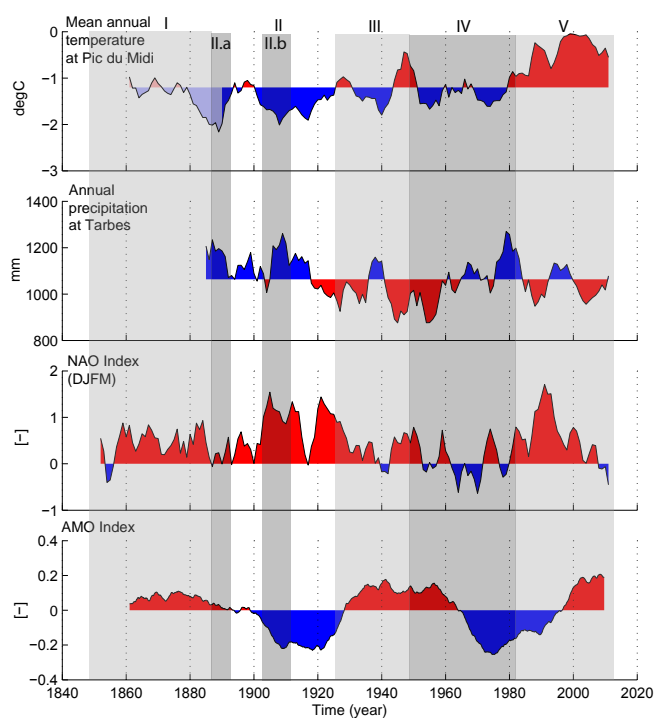 Mean annual I II III IV V
temperature II.a II.b
at Pic du Midi
0
−1
−2
−3
degC
Annual
precipitation
at Tarbes
1400
1200
1000
800
mm
NAO Index
(DJFM)
2
1
0
−1
[-]
AMO Index
0.4
0.2
0
−0.2
−0.4
[-]
1840 1860 1880 1900 1920 1940 1960 1980 2000 2020
Time (year)